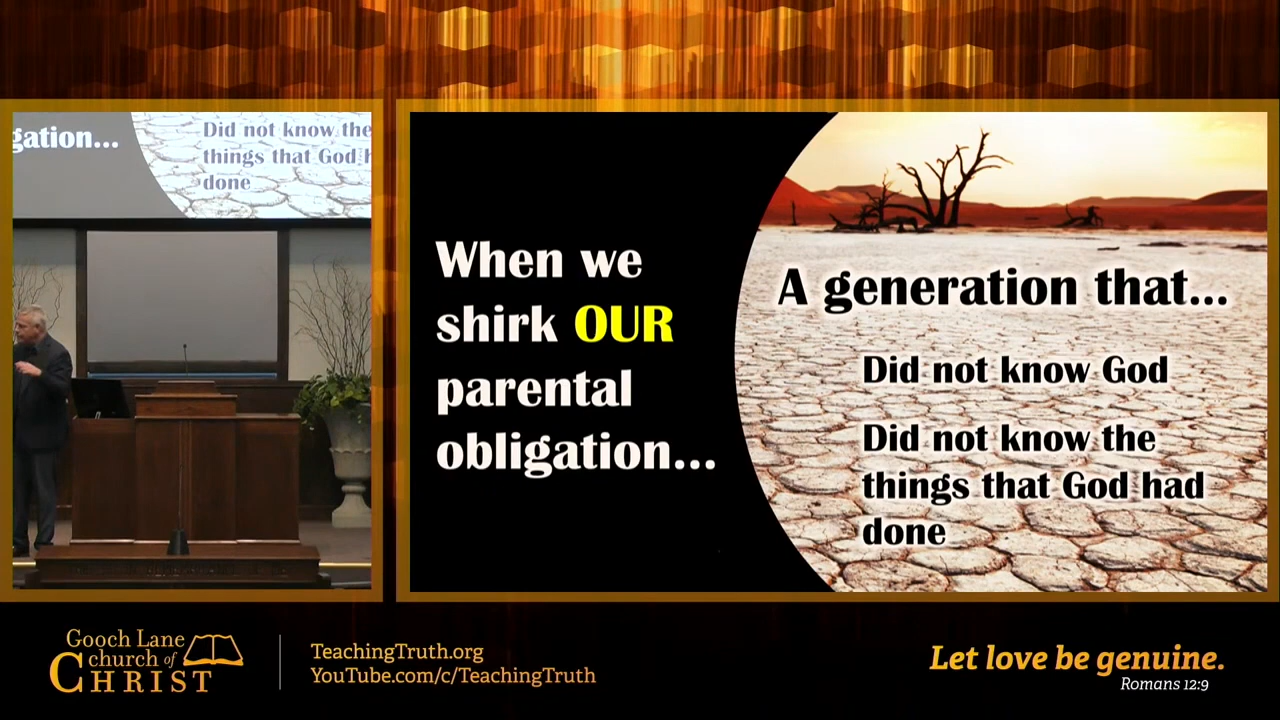 gation...
Did not know the
things that God h
done
When we
shirk OUR
parental
obligation...
A generation that...
Did not know God
Did not know the
things that God had
done
Gooch Lane
church of
CHRIST
TeachingTruth.org
YouTube.com/c/TeachingTruth
Let love be genuine.
Romans 12:9